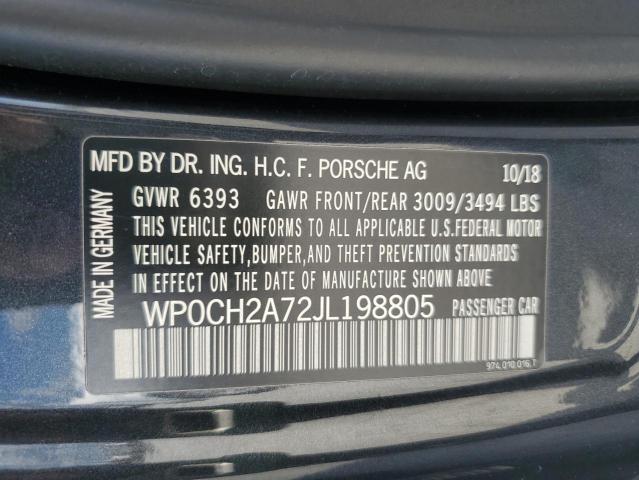 MFD BY DR. ING. H.C. F. PORSCHE AG 10/18
GVWR 6393 GAWR FRONT/REAR 3009/3494 LBS
THIS VEHICLE CONFORMS TO ALL APPLICABLE U.S.FEDERAL MOTOR
VEHICLE SAFETY,BUMPER,AND THEFT PREVENTION STANDARDS
IN EFFECT ON THE DATE OF MANUFACTURE SHOWN ABOVE.
WP0CH2A72JL198805 PASSENGER CAR
974.010.016.T
MADE IN GERMANY